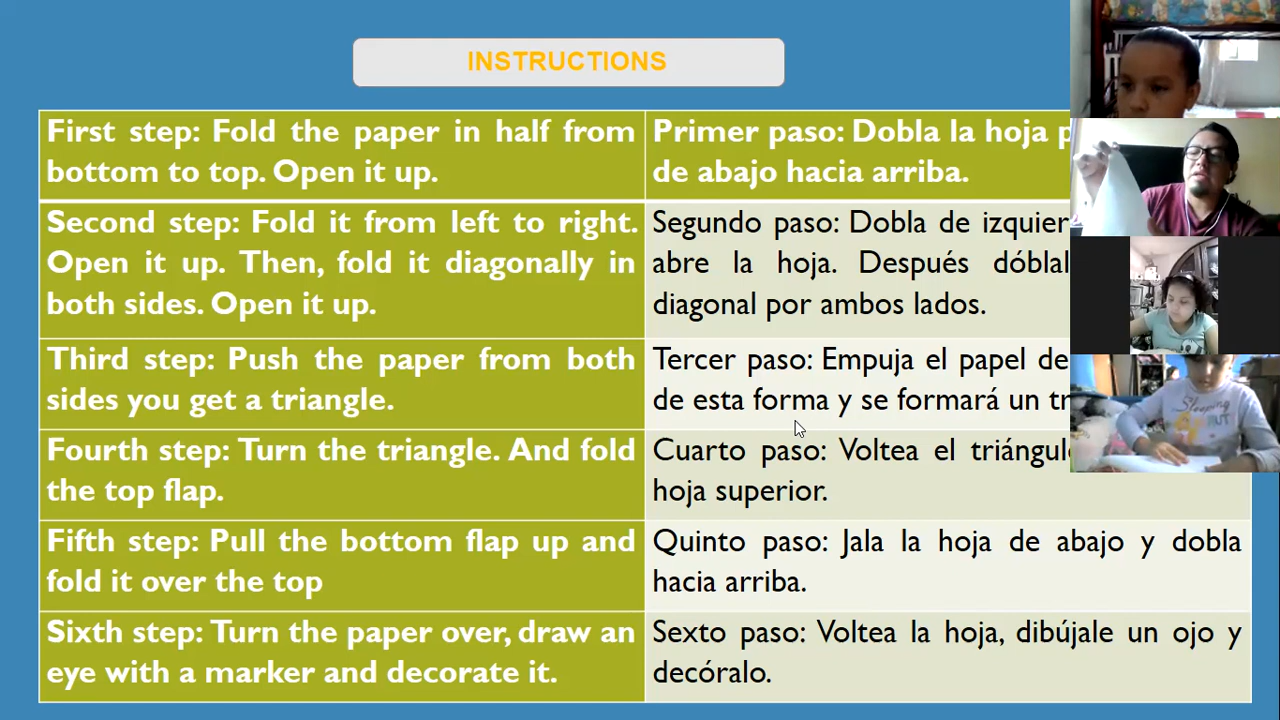 INSTRUCTIONS
First step: Fold the paper in half from
bottom to top. Open it up.
Primer paso: Dobla la hoja
de abajo hacia arriba.
Second step: Fold it from left to right.
Open it up. Then, fold it diagonally in
both sides. Open it up.
Segundo paso: Dobla de
abre la hoja. Después
diagonal por ambos lados.
Third step: Push the paper from both
sides you get a triangle.
Tercer paso: Empuja el papel de
de esta forma y se formará un
Fourth step: Turn the triangle. And fold
the top flap.
Cuarto paso: Voltea el
hoja superior.
Fifth step: Pull the bottom flap up and
fold it over the top
Quinto paso: Jala la hoja de abajo y dobla
hacia arriba.
Sixth step: Turn the paper over, draw an
eye with a marker and decorate it.
Sexto paso: Voltea la hoja, dibújale un ojo y
decóralo.
Sleeping